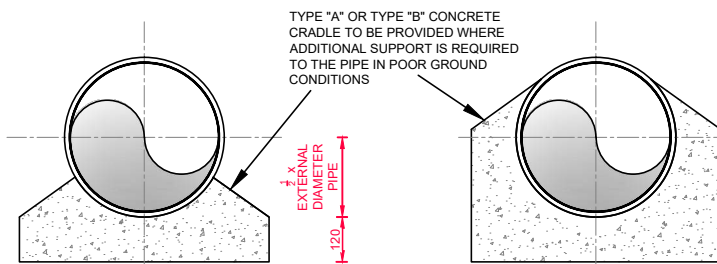 TYPE "A" OR TYPE "B" CONCRETE
CRADLE TO BE PROVIDED WHERE
ADDITIONAL SUPPORT IS REQUIRED
TO THE PIPE IN POOR GROUND
CONDITIONS
1/2 x
EXTERNAL
DIAMETER
PIPE
120